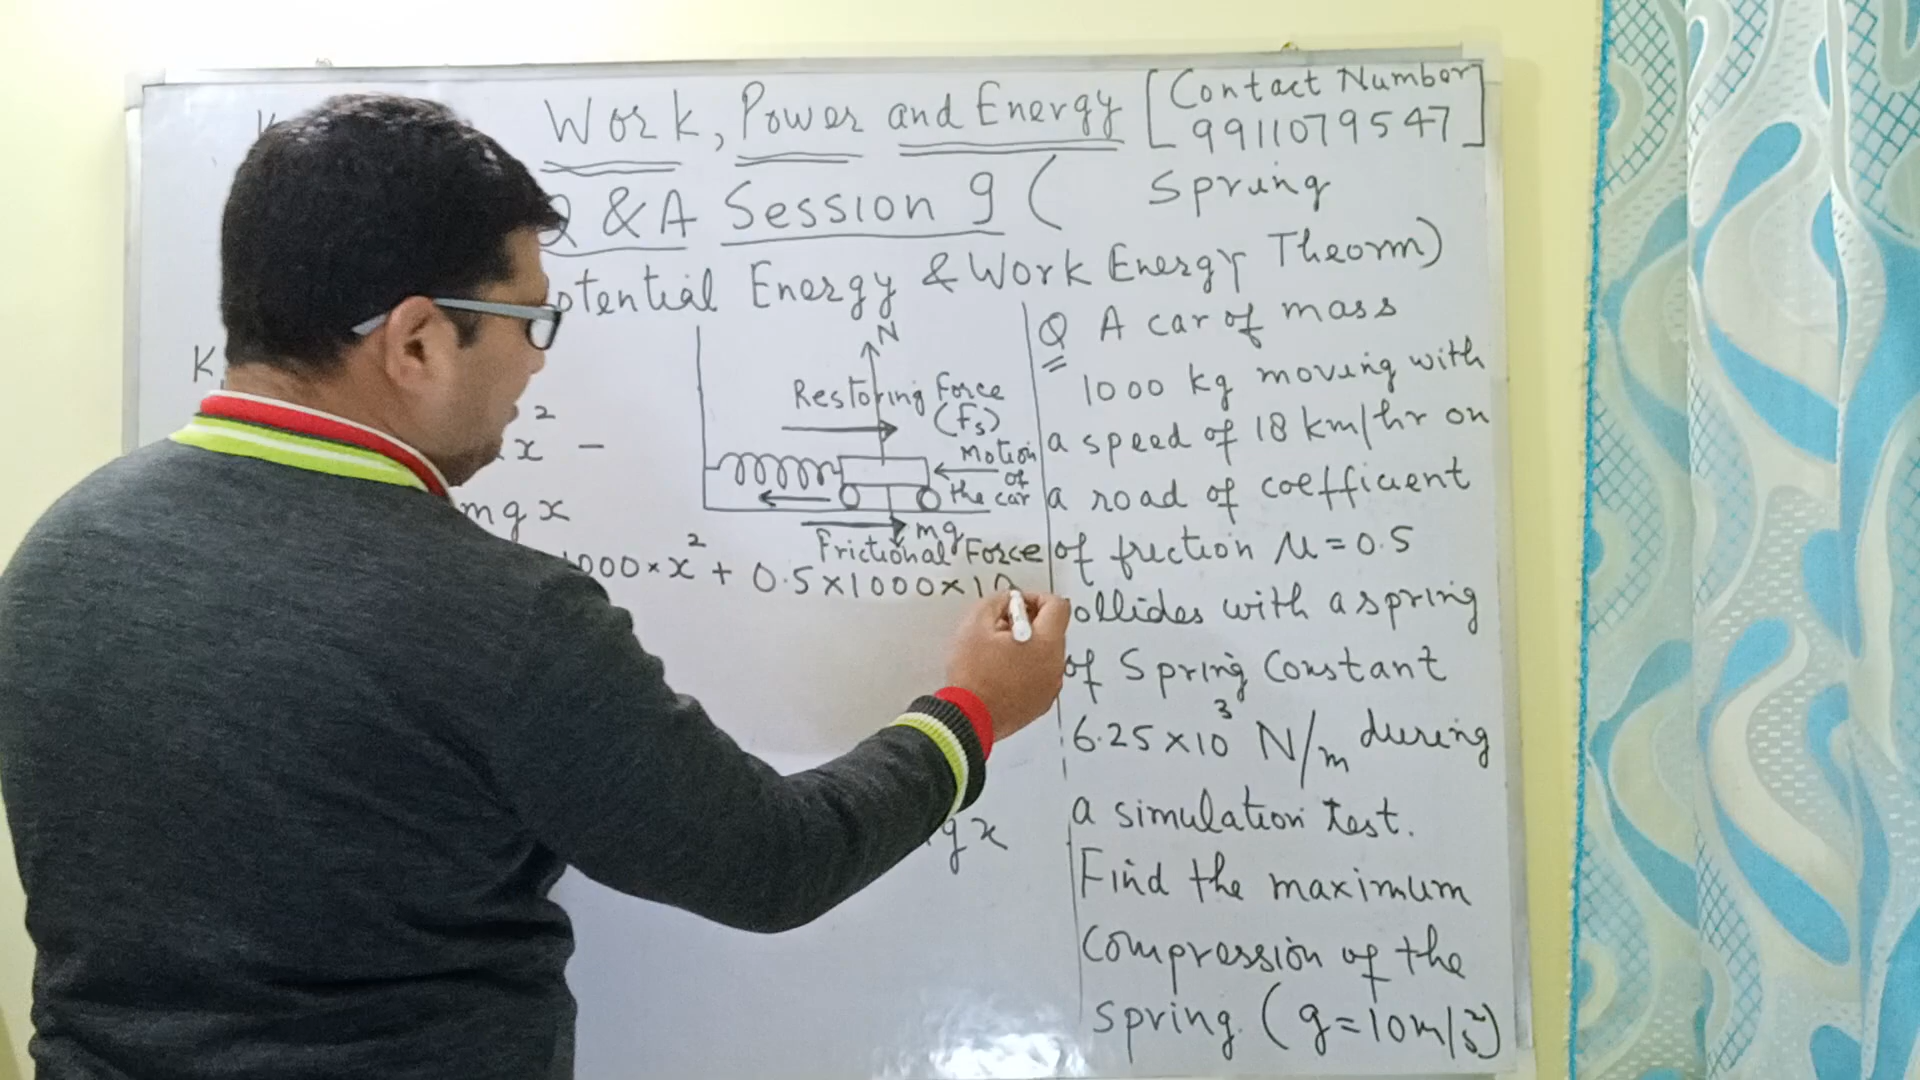 Work, Power and Energy
[Contact Number
9911079547]
Q & A Session 9 ( Spring
otential Energy & Work Energy Theorm)
K
x² -
mgx
000 × x² + 0.5 × 1000 × 10
gx
N
Restoring Force
(Fs)
Motion
of
the car
mg
Frictional Force
Q A car of mass
1000 kg moving with
a speed of 18 km/hr on
a road of coefficient
of friction μ = 0.5
ollides with a spring
of Spring Constant
6.25 × 10³ N/m during
a simulation test.
Find the maximum
Compression of the
spring. (g = 10 m/s²)